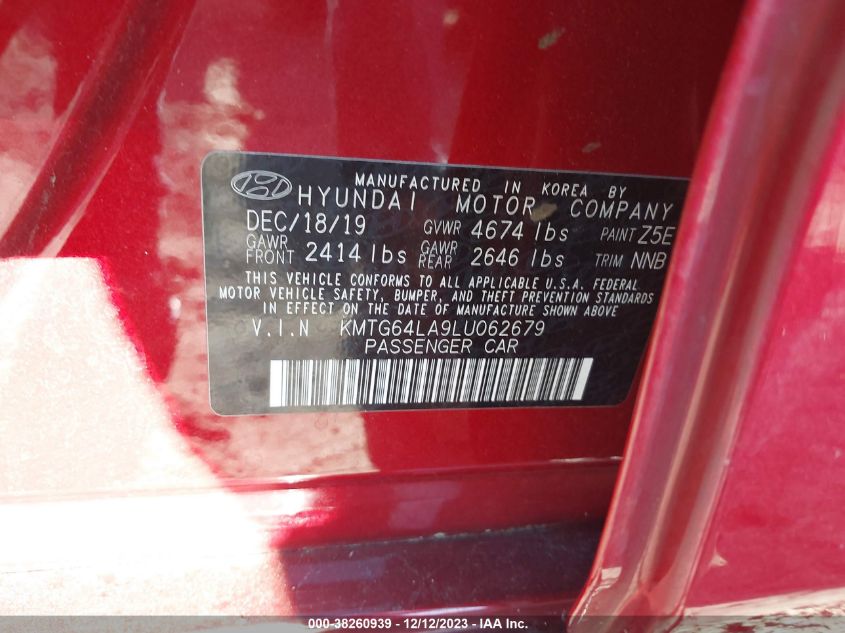 MANUFACTURED IN KOREA BY
HYUNDAI MOTOR COMPANY
DEC/18/19 GVWR 4674 lbs PAINT Z5E
GAWR FRONT 2414 lbs GAWR REAR 2646 lbs TRIM NNB
THIS VEHICLE CONFORMS TO ALL APPLICABLE U.S.A. FEDERAL
MOTOR VEHICLE SAFETY, BUMPER, AND THEFT PREVENTION STANDARDS
IN EFFECT ON THE DATE OF MANUFACTURE SHOWN ABOVE.
V.I.N KMTG64LA9LU062679
PASSENGER CAR
000-38260939 - 12/12/2023 - IAA Inc.